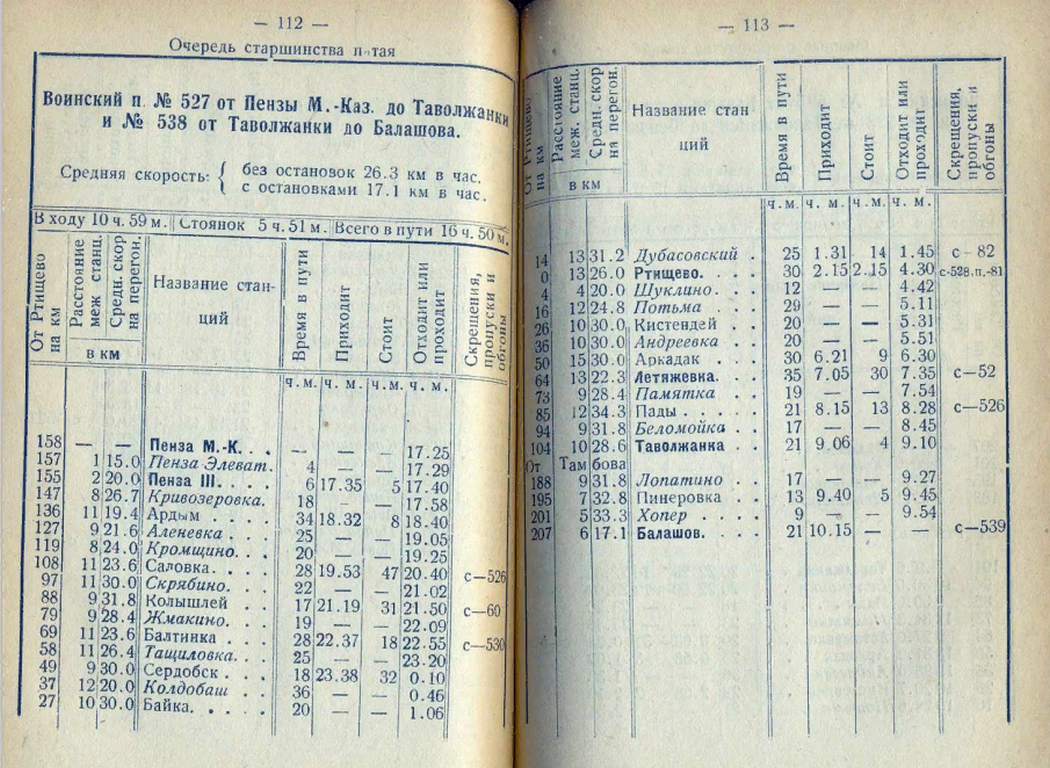 — 112 —
Очередь старшинства пятая
Воинский п. № 527 от Пензы М.-Каз. до Таволжанки
и № 538 от Таволжанки до Балашова.
Средняя скорость: { без остановок 26.3 км в час.
с остановками 17.1 км в час.
В ходу 10 ч. 59 м. Стоянок 5 ч. 51 м. Всего в пути 16 ч. 50 м.
От Ртищево на км | Расстояние меж станц. | Средн. скор на перегон. | Название стан- | Время в пути | Приходит | Стоит | Отходит или проходит | Скрещения, пропуски и обгоны
ций
в км
ч. м. ч. м. ч. м. ч. м.
158 — — Пенза М.-К. . . — — — 17.25
157 1 15.0 Пенза Элеват. 4 — — 17.29
155 2 20.0 Пенза III. . . . 6 17.35 5 17.40
147 8 26.7 Кривозеровка. 18 — — 17.58
136 11 19.4 Ардым . . . . 34 18.32 8 18.40
127 9 21.6 Аленевка . . . 25 — — 19.05
119 8 24.0 Кромщино. . . 20 — — 19.25
108 11 23.6 Саловка. . . . 28 19.53 47 20.40 с—526
97 11 30.0 Скрябино. . . 22 — — 21.02
88 9 31.8 Колышлей . . 17 21.19 31 21.50 с—60
79 9 28.4 Жмакино. . . 19 — — 22.09
69 11 23.6 Балтинка . . . 28 22.37 18 22.55 с—530
58 11 26.4 Тащиловка. . . 25 — — 23.20
49 9 30.0 Сердобск . . . 18 23.38 32 0.10
37 12 20.0 Колдобаш . . 36 — — 0.46
27 10 30.0 Байка. . . . . 20 — — 1.06
— 113 —
От Ртищево на км | Расстояние меж. станц. | Средн. скор на перегон. | Название стан- | Время в пути | Приходит | Стоит | Отходит или проходит | Скрещения, пропуски и обгоны
ций
в км
ч. м. ч. м. ч. м. ч. м.
14 13 31.2 Дубасовский . 25 1.31 14 1.45 с—82
0 13 26.0 Ртищево. . . . 30 2.15 2.15 4.30 с-528.п.-81
4 4 20.0 Шуклино. . . 12 — — 4.42
16 12 24.8 Потьма . . . 29 — — 5.11
26 10 30.0 Кистендей . . 20 — — 5.31
36 10 30.0 Андреевка . . 20 — — 5.51
50 15 30.0 Аркадак . . . 30 6.21 9 6.30
64 13 22.3 Летяжевка. . . 35 7.05 30 7.35 с—52
73 9 28.4 Памятка . . 19 — — 7.54
85 12 34.3 Пады . . . . . 21 8.15 13 8.28 с—526
94 9 31.8 Беломойка . . 17 — — 8.45
104 10 28.6 Таволжанка . . 21 9.06 4 9.10
От Тамбова
188 9 31.8 Лопатино . . 17 — — 9.27
195 7 32.8 Пинеровка . . 13 9.40 5 9.45
201 5 33.3 Хопер . . . . 9 — — 9.54
207 6 17.1 Балашов. . . . 21 10.15 — — с—539